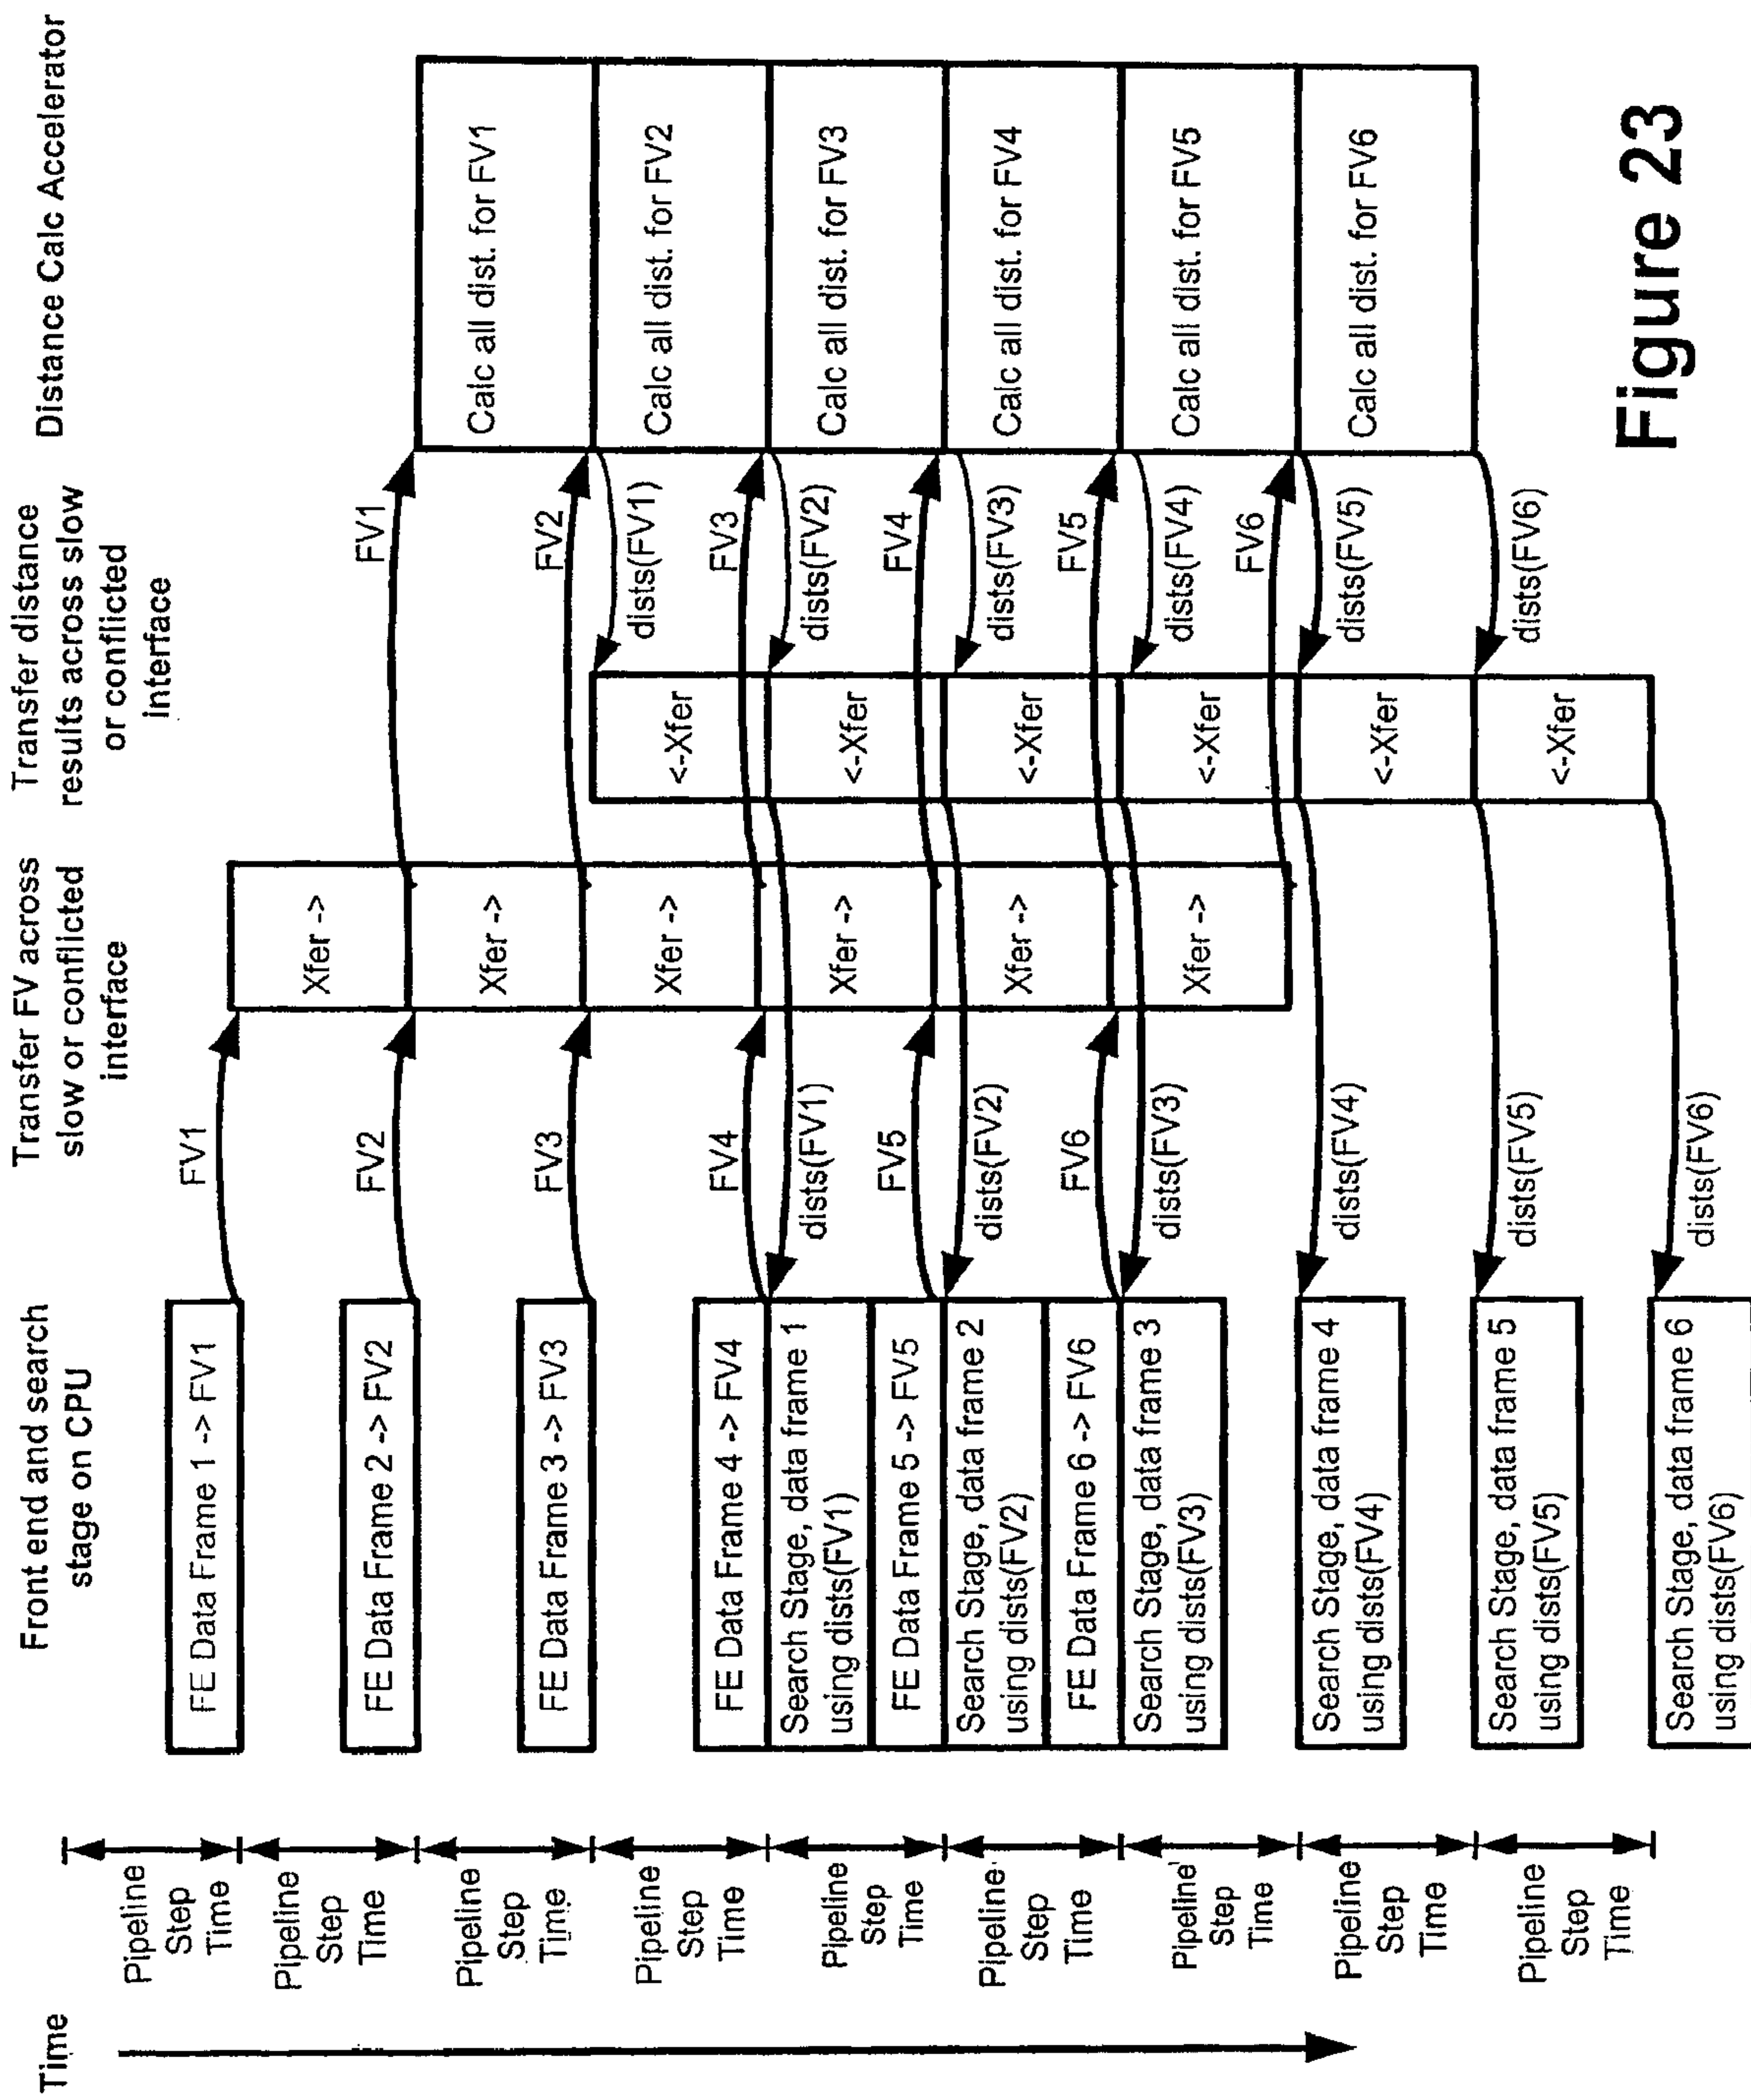 Time
Pipeline
Step
Time
Pipeline
Step
Time
Pipeline
Step
Time
Pipeline
Step
Time
Pipeline
Step
Time
Pipeline
Step
Time
Pipeline
Step
Time
Pipeline
Step
Time
Pipeline
Step
Time
Front end and search
stage on CPU
FE Data Frame 1 -> FV1
FE Data Frame 2 -> FV2
FE Data Frame 3 -> FV3
FE Data Frame 4 -> FV4
Search Stage, data frame 1
using dists(FV1)
FE Data Frame 5 -> FV5
Search Stage, data frame 2
using dists(FV2)
FE Data Frame 6 -> FV6
Search Stage, data frame 3
using dists(FV3)
Search Stage, data frame 4
using dists(FV4)
Search Stage, data frame 5
using dists(FV5)
Search Stage, data frame 6
using dists(FV6)
FV1
FV2
FV3
FV4
dists(FV1)
FV5
dists(FV2)
FV6
dists(FV3)
dists(FV4)
dists(FV5)
dists(FV6)
Transfer FV across
slow or conflicted
interface
Xfer ->
Xfer ->
Xfer ->
Xfer ->
Xfer ->
Xfer ->
Transfer distance
results across slow
or conflicted
interface
<-Xfer
<-Xfer
<-Xfer
<-Xfer
<-Xfer
<-Xfer
FV1
FV2
dists(FV1)
FV3
dists(FV2)
FV4
dists(FV3)
FV5
dists(FV4)
FV6
dists(FV5)
dists(FV6)
Distance Calc Accelerator
Calc all dist. for FV1
Calc all dist. for FV2
Calc all dist. for FV3
Calc all dist. for FV4
Calc all dist. for FV5
Calc all dist. for FV6
Figure 23